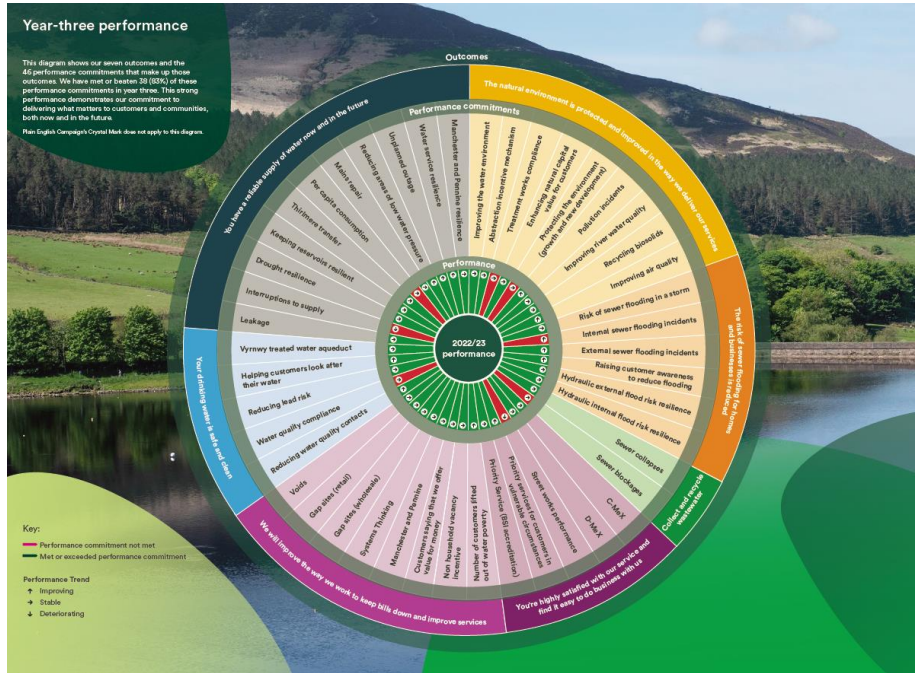 Year-three performance
This diagram shows our seven outcomes and the
46 performance commitments that make up those
outcomes. We have met or beaten 38 (83%) of these
performance commitments in year three. This strong
performance demonstrates our commitment to
delivering what matters to customers and communities,
both now and in the future.
Plain English Campaign's Crystal Mark does not apply to this diagram.
Outcomes
The natural environment is protected and improved in the way we deliver our services
The risk of sewer flooding for homes
and businesses is reduced
Collect and recycle
wastewater
You're highly satisfied with our service and
find it easy to do business with us
We will improve the way we work to keep bills down and improve services
Your drinking water is safe and clean
You have a reliable supply of water now and in the future
Performance commitments
Improving the water environment
Abstraction incentive mechanism
Treatment works compliance
Enhancing natural capital
value for customers
Protecting the environment
(growth and new development)
Pollution incidents
Improving river water quality
Recycling biosolids
Improving air quality
Risk of sewer flooding in a storm
Internal sewer flooding incidents
External sewer flooding incidents
Raising customer awareness
to reduce flooding
Hydraulic external flood risk resilience
Hydraulic internal flood risk resilience
Sewer collapses
Sewer blockages
C-MeX
D-MeX
Street works performance
Priority services for customers in
vulnerable circumstances
Priority Service (BSI accreditation)
Number of customers lifted
out of water poverty
Non household vacancy
incentive
Customers saying that we offer
value for money
Manchester and Pennine
Systems Thinking
Gap sites (wholesale)
Gap sites (retail)
Voids
Reducing water quality contacts
Water quality compliance
Reducing lead risk
Helping customers look after
their water
Vyrnwy treated water aqueduct
Leakage
Interruptions to supply
Drought resilience
Keeping reservoirs resilient
Thirlmere transfer
Per capita consumption
Mains repair
Reducing areas of low water pressure
Unplanned outage
Water service resilience
Manchester and Pennine resilience
Performance
2022/23
performance
Key:
Performance commitment not met
Met or exceeded performance commitment
Performance Trend
↑ Improving
→ Stable
↓ Deteriorating